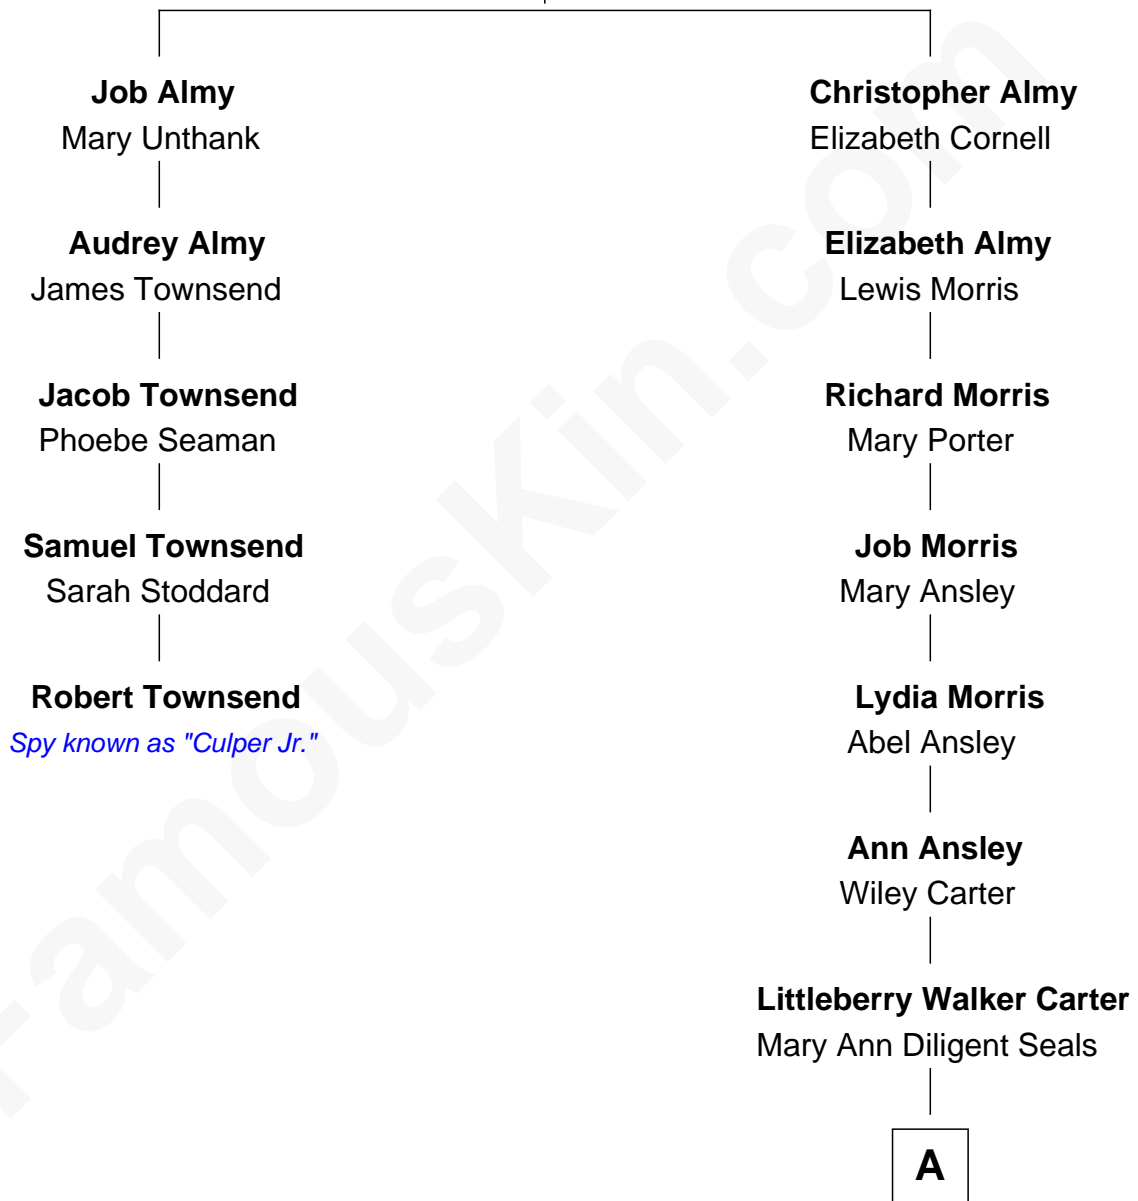 Job Almy
Mary Unthank
Audrey Almy
James Townsend
Jacob Townsend
Phoebe Seaman
Samuel Townsend
Sarah Stoddard
Robert Townsend
Spy known as "Culper Jr."
Christopher Almy
Elizabeth Cornell
Elizabeth Almy
Lewis Morris
Richard Morris
Mary Porter
Job Morris
Mary Ansley
Lydia Morris
Abel Ansley
Ann Ansley
Wiley Carter
Littleberry Walker Carter
Mary Ann Diligent Seals
A
FamousKin.com